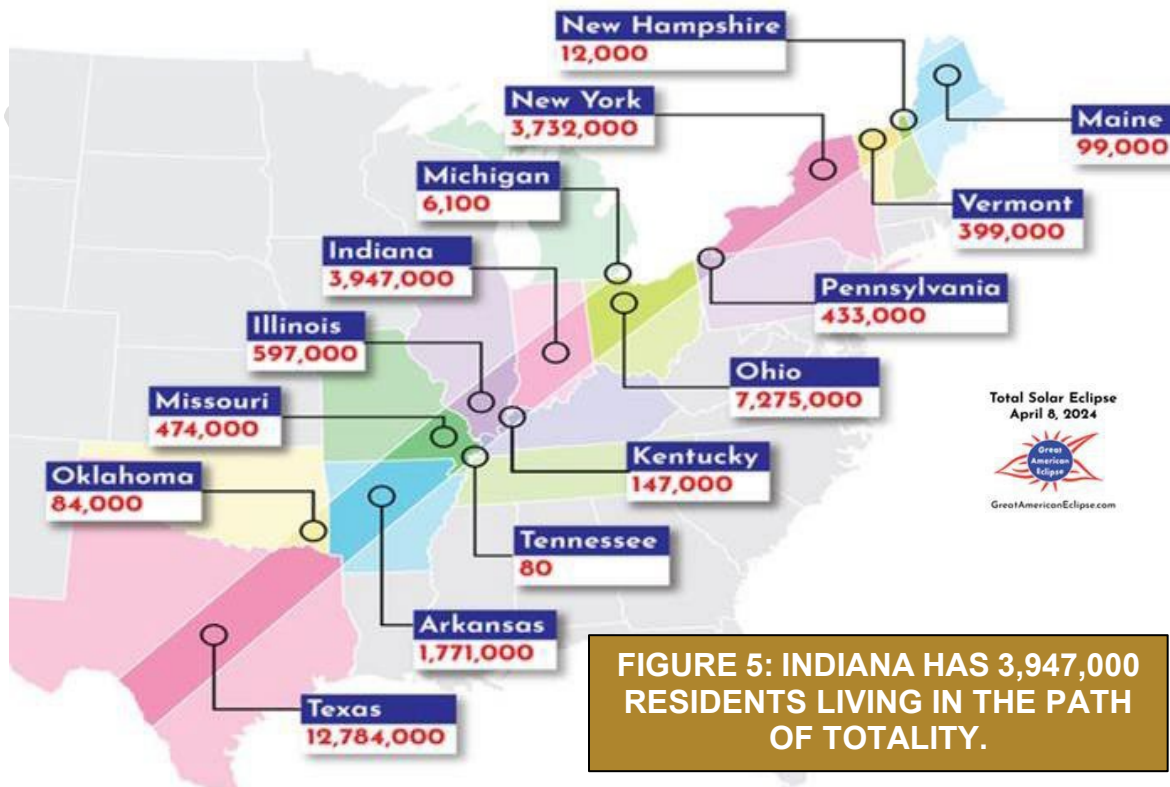 New Hampshire
12,000
New York
3,732,000
Maine
99,000
Michigan
6,100
Vermont
399,000
Indiana
3,947,000
Pennsylvania
433,000
Illinois
597,000
Ohio
7,275,000
Missouri
474,000
Kentucky
147,000
Oklahoma
84,000
Tennessee
80
Arkansas
1,771,000
Texas
12,784,000
Total Solar Eclipse
April 8, 2024
Great
American
Eclipse
GreatAmericanEclipse.com
FIGURE 5: INDIANA HAS 3,947,000
RESIDENTS LIVING IN THE PATH
OF TOTALITY.